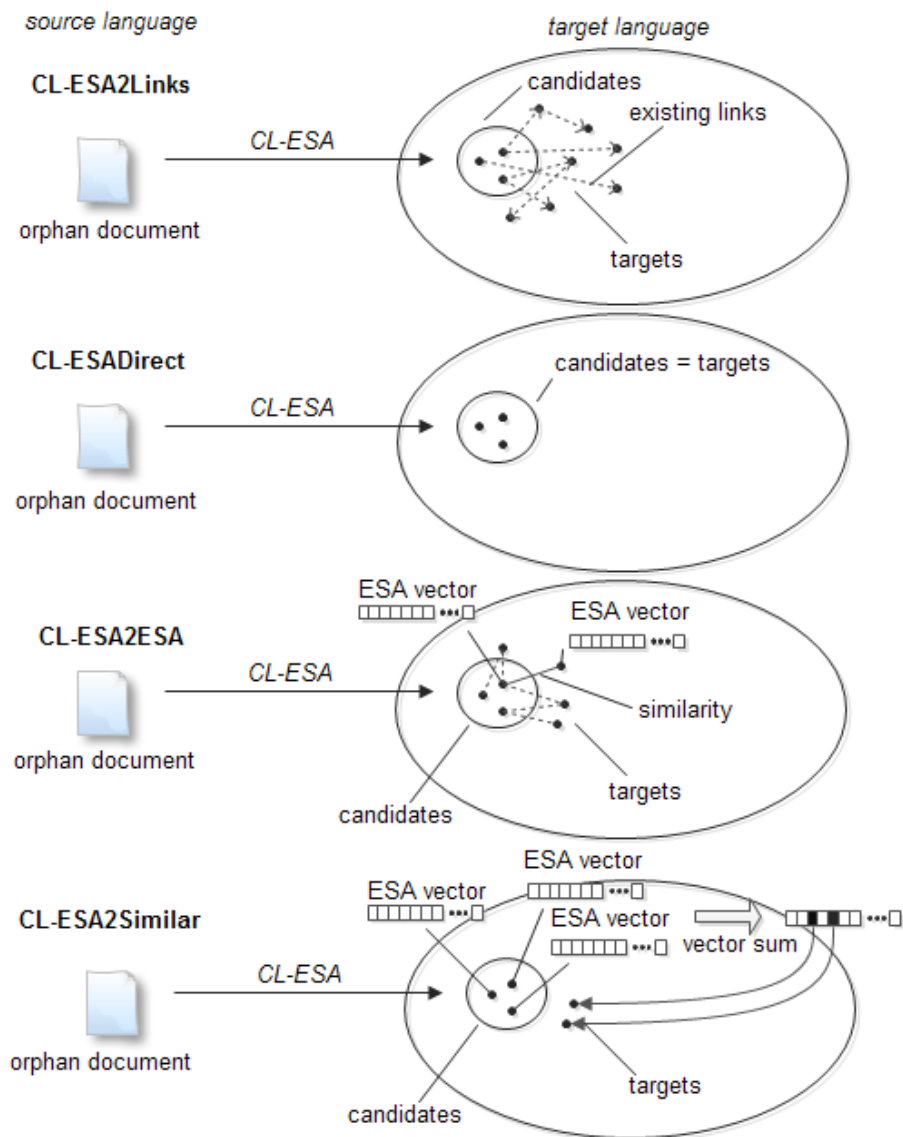 source language
target language
CL-ESA2Links
candidates
existing links
CL-ESA
orphan document
targets
CL-ESADirect
candidates = targets
CL-ESA
orphan document
ESA vector
ESA vector
CL-ESA2ESA
CL-ESA
similarity
orphan document
targets
candidates
ESA vector
ESA vector
CL-ESA2Similar
ESA vector
vector sum
CL-ESA
orphan document
targets
candidates